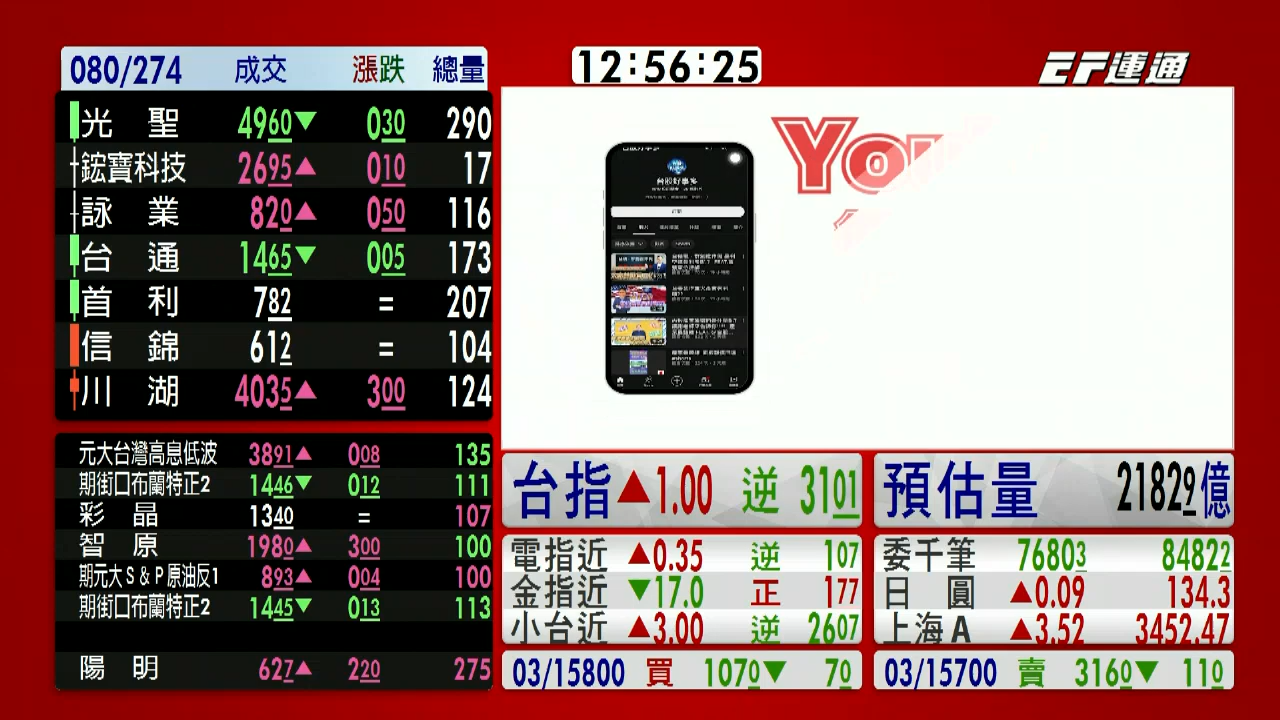 080/274 成交 漲跌 總量
12:56:25
EF運通
光聖 4960▼ 030 290
鋐寶科技 2695▲ 010 17
詠業 820▲ 050 116
台通 1465▼ 005 173
首利 782 = 207
信錦 612 = 104
川湖 4035▲ 300 124
元大台灣高息低波 3891▲ 008 135
期街口布蘭特正2 1446▼ 012 111
彩晶 1340 = 107
智原 1980▲ 300 100
期元大S&P原油反1 893▲ 004 100
期街口布蘭特正2 1445▼ 013 113
陽明 627▲ 220 275
You
台股好事多
訂閱
台指▲1.00 逆 3101
預估量 21829億
電指近 ▲0.35 逆 107
金指近 ▼17.0 正 177
小台近 ▲3.00 逆 2607
委千筆 76803 84822
日圓 ▲0.09 134.3
上海A ▲3.52 3452.47
03/15800 買 1070▼ 70
03/15700 賣 3160▼ 110